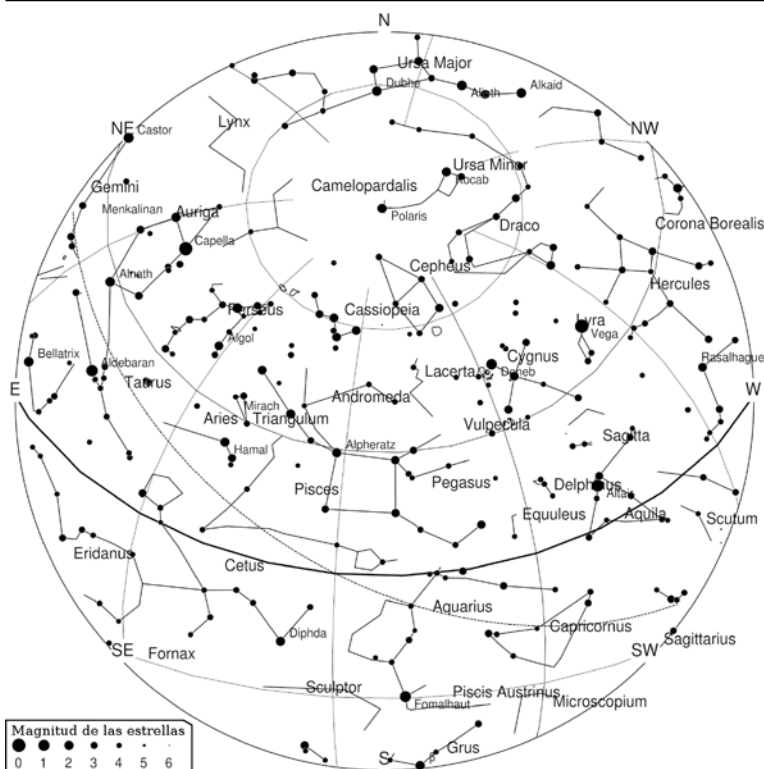 N
Ursa Major
Dubhe
Alioth
Alkaid
Lynx
NE
Castor
NW
Ursa Minor
Kocab
Gemini
Camelopardalis
Menkalinan
Auriga
Polaris
Draco
Corona Borealis
Capella
Cepheus
Alnath
Hercules
Perseus
Cassiopeia
Lyra
Vega
Algol
Bellatrix
Aldebaran
Cygnus
Rasalhague
Lacerta
Deneb
Taurus
E
Andromeda
W
Mirach
Aries
Triangulum
Vulpecula
Sagitta
Hamal
Alpheratz
Pisces
Pegasus
Delphinus
Altair
Equuleus
Aquila
Scutum
Eridanus
Cetus
Aquarius
Capricornus
Diphda
Sagittarius
SE
Fornax
SW
Sculptor
Piscis Austrinus
Microscopium
Fomalhaut
Grus
S
Magnitud de las estrellas
0 1 2 3 4 5 6